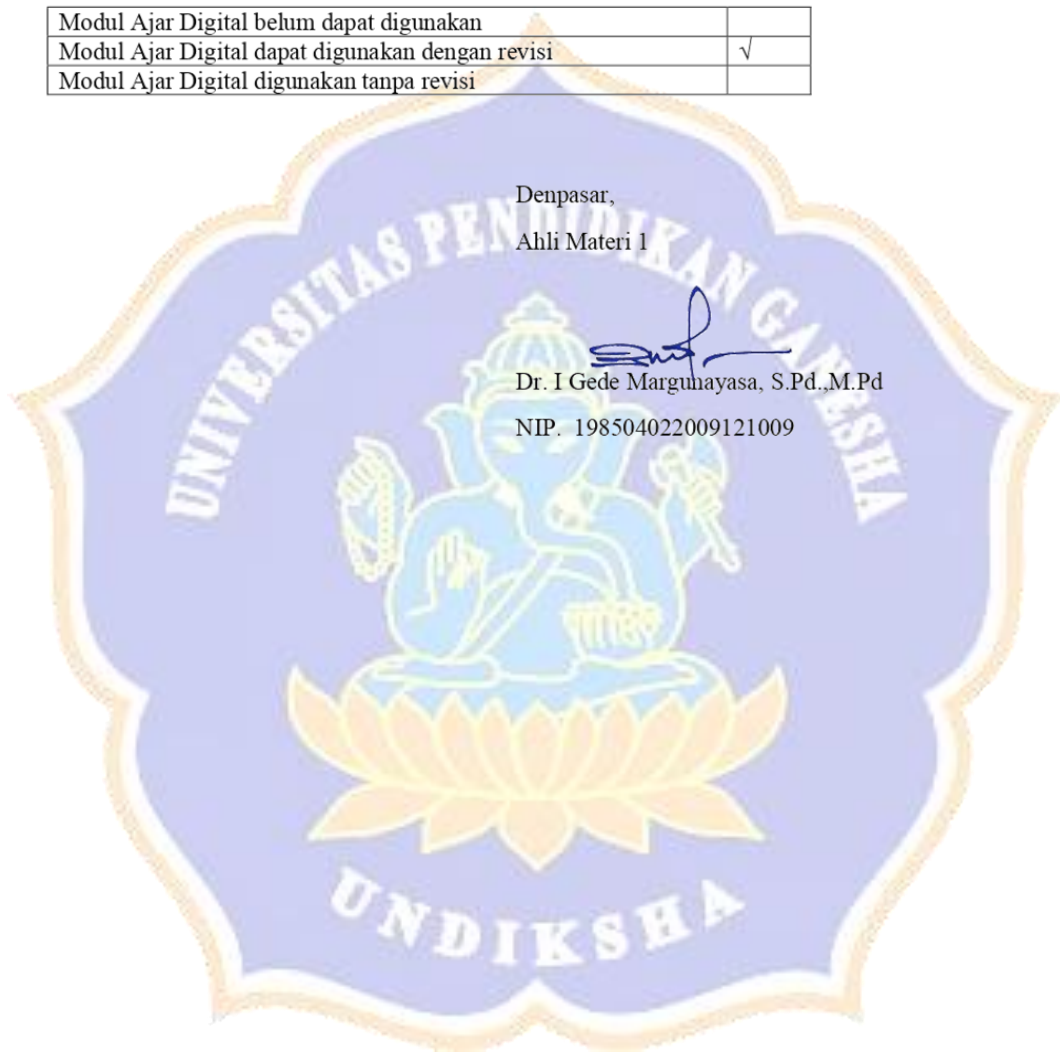 Modul Ajar Digital belum dapat digunakan
Modul Ajar Digital dapat digunakan dengan revisi √
Modul Ajar Digital digunakan tanpa revisi
Denpasar,
Ahli Materi 1
Dr. I Gede Margunayasa, S.Pd.,M.Pd
NIP. 198504022009121009
UNIVERSITAS PENDIDIKAN GANESHA
UNDIKSHA